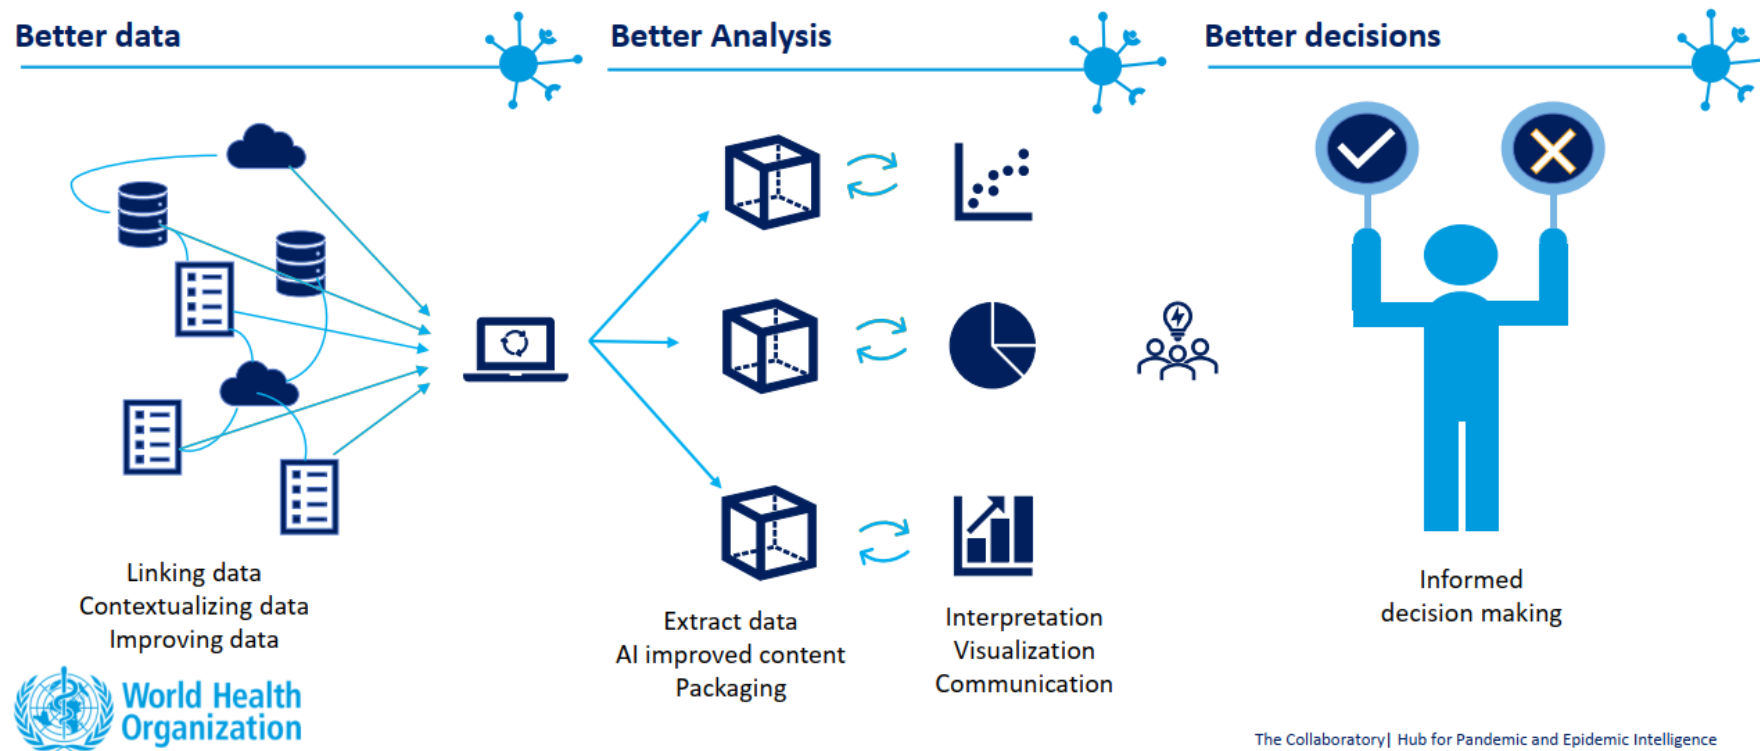 Better data
Better Analysis
Better decisions
Linking data
Contextualizing data
Improving data
Extract data
AI improved content
Packaging
Interpretation
Visualization
Communication
Informed
decision making
World Health
Organization
The Collaboratory| Hub for Pandemic and Epidemic Intelligence